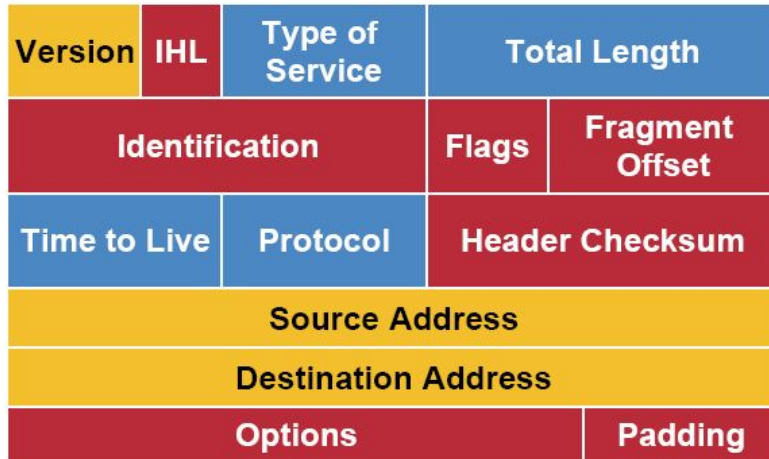 Version IHL Type of Service Total Length
Identification Flags Fragment Offset
Time to Live Protocol Header Checksum
Source Address
Destination Address
Options Padding